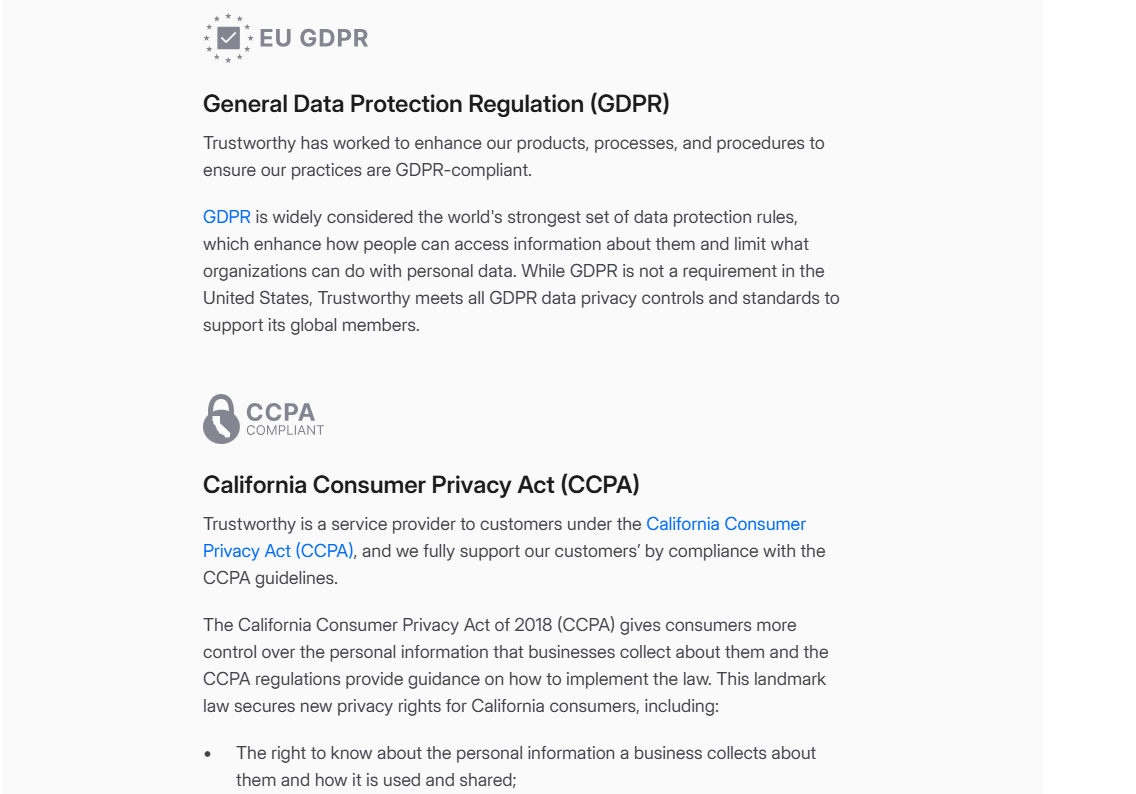 EU GDPR
General Data Protection Regulation (GDPR)
Trustworthy has worked to enhance our products, processes, and procedures to
ensure our practices are GDPR-compliant.
GDPR is widely considered the world's strongest set of data protection rules,
which enhance how people can access information about them and limit what
organizations can do with personal data. While GDPR is not a requirement in the
United States, Trustworthy meets all GDPR data privacy controls and standards to
support its global members.
CCPA
COMPLIANT
California Consumer Privacy Act (CCPA)
Trustworthy is a service provider to customers under the California Consumer
Privacy Act (CCPA), and we fully support our customers’ by compliance with the
CCPA guidelines.
The California Consumer Privacy Act of 2018 (CCPA) gives consumers more
control over the personal information that businesses collect about them and the
CCPA regulations provide guidance on how to implement the law. This landmark
law secures new privacy rights for California consumers, including:
• The right to know about the personal information a business collects about
them and how it is used and shared;